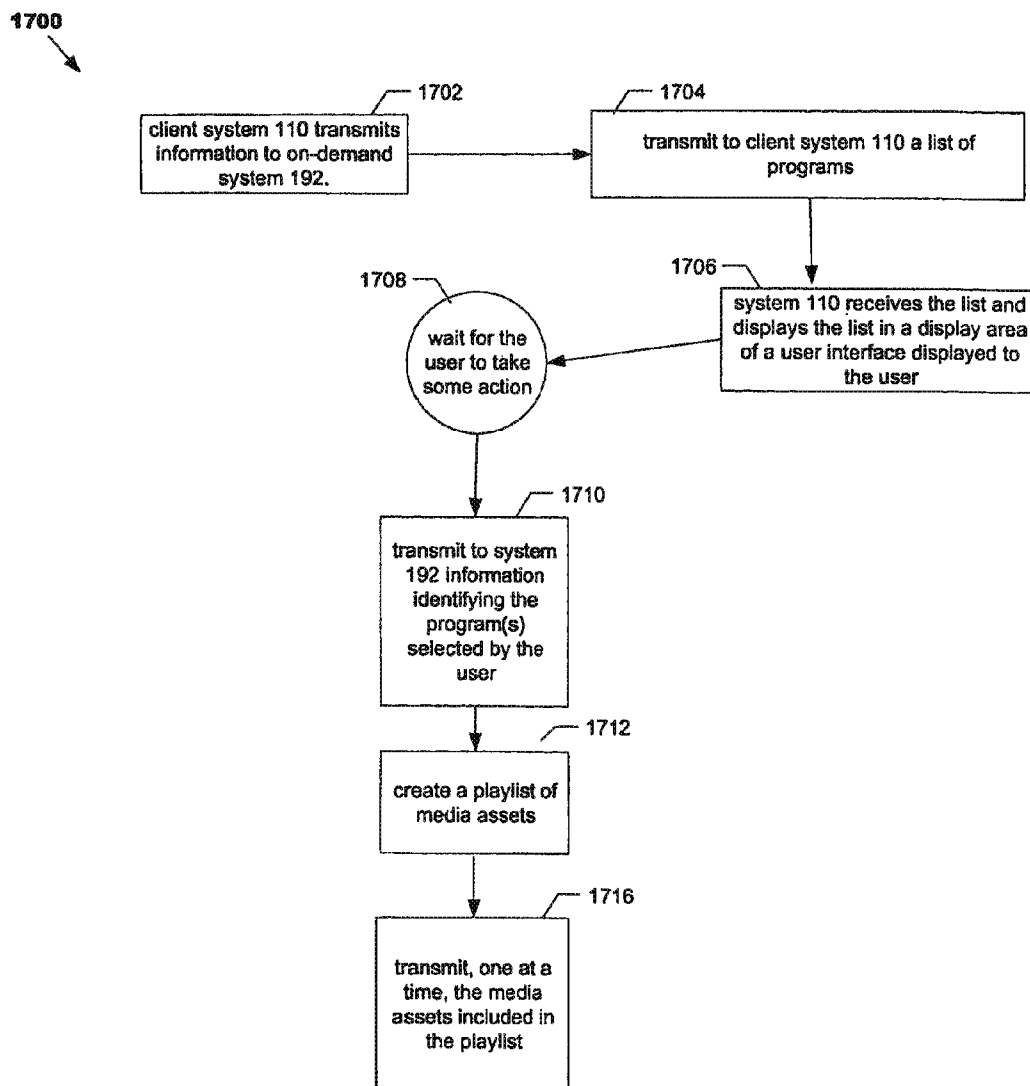 1700
1702
client system 110 transmits
information to on-demand
system 192.
1704
transmit to client system 110 a list of
programs
1706
system 110 receives the list and
displays the list in a display area
of a user interface displayed to
the user
1708
wait for the
user to take
some action
1710
transmit to system
192 information
identifying the
program(s)
selected by the
user
1712
create a playlist of
media assets
1716
transmit, one at a
time, the media
assets included in
the playlist